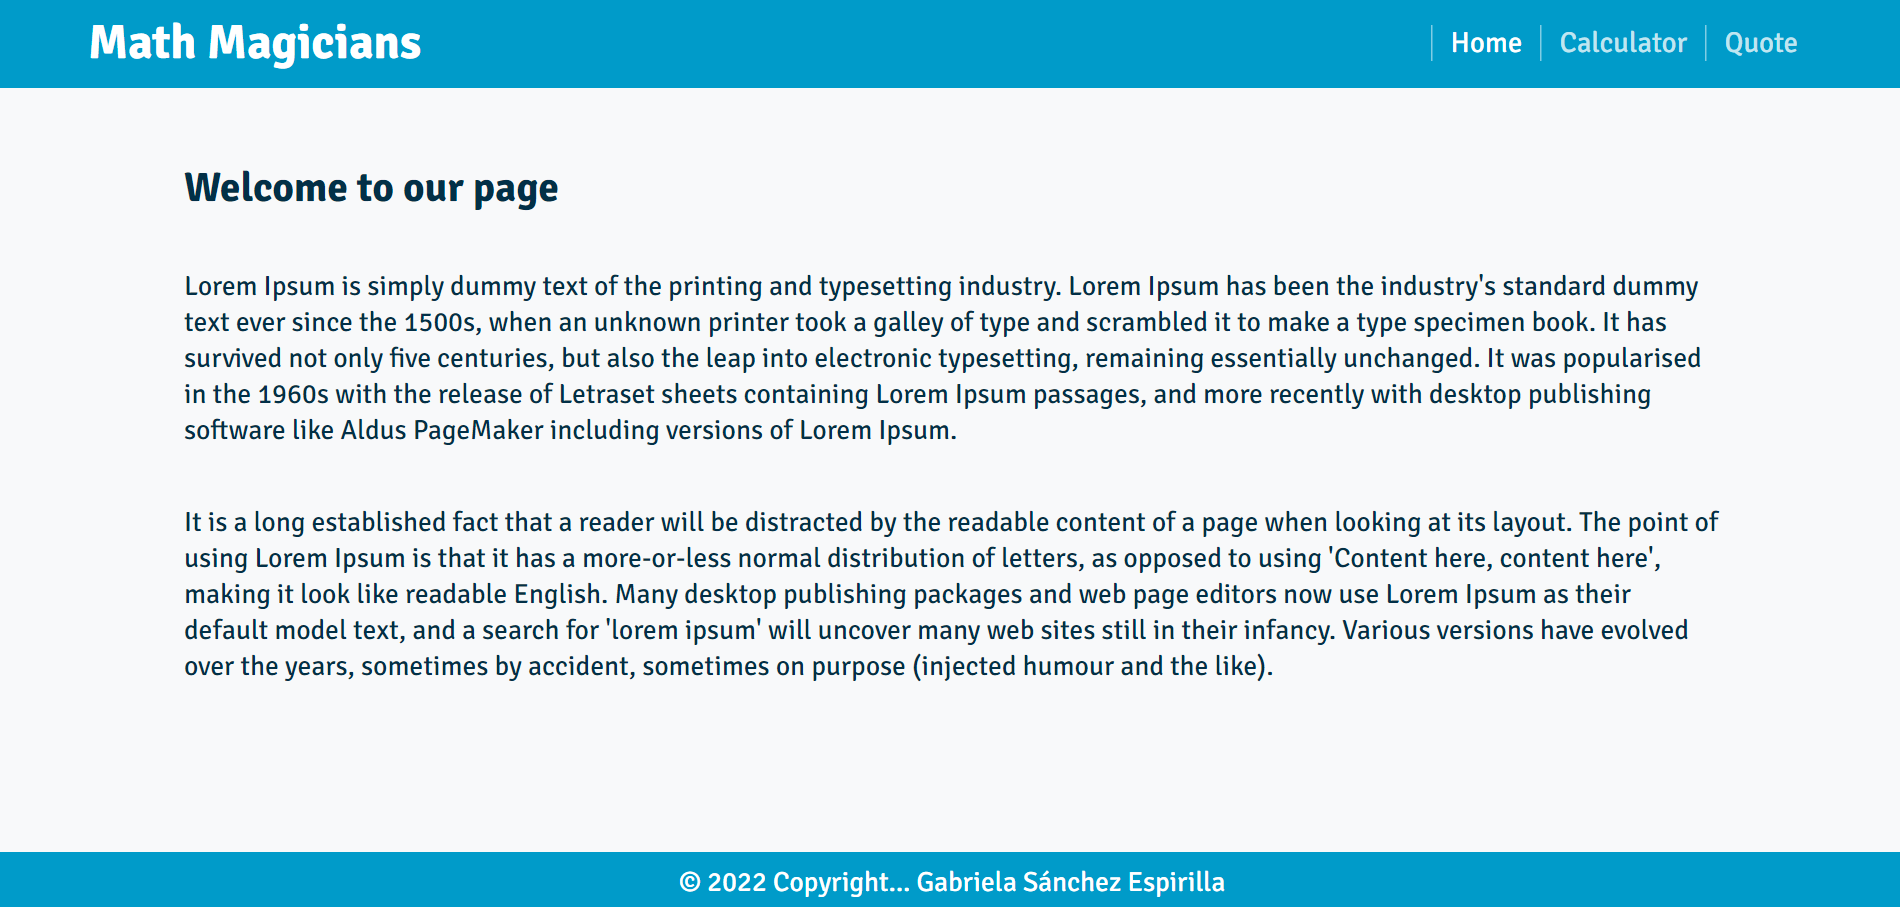 Math Magicians
Home
Calculator
Quote
Welcome to our page
Lorem Ipsum is simply dummy text of the printing and typesetting industry. Lorem Ipsum has been the industry's standard dummy
text ever since the 1500s, when an unknown printer took a galley of type and scrambled it to make a type specimen book. It has
survived not only five centuries, but also the leap into electronic typesetting, remaining essentially unchanged. It was popularised
in the 1960s with the release of Letraset sheets containing Lorem Ipsum passages, and more recently with desktop publishing
software like Aldus PageMaker including versions of Lorem Ipsum.
It is a long established fact that a reader will be distracted by the readable content of a page when looking at its layout. The point of
using Lorem Ipsum is that it has a more-or-less normal distribution of letters, as opposed to using 'Content here, content here',
making it look like readable English. Many desktop publishing packages and web page editors now use Lorem Ipsum as their
default model text, and a search for 'lorem ipsum' will uncover many web sites still in their infancy. Various versions have evolved
over the years, sometimes by accident, sometimes on purpose (injected humour and the like).
© 2022 Copyright... Gabriela Sánchez Espirilla